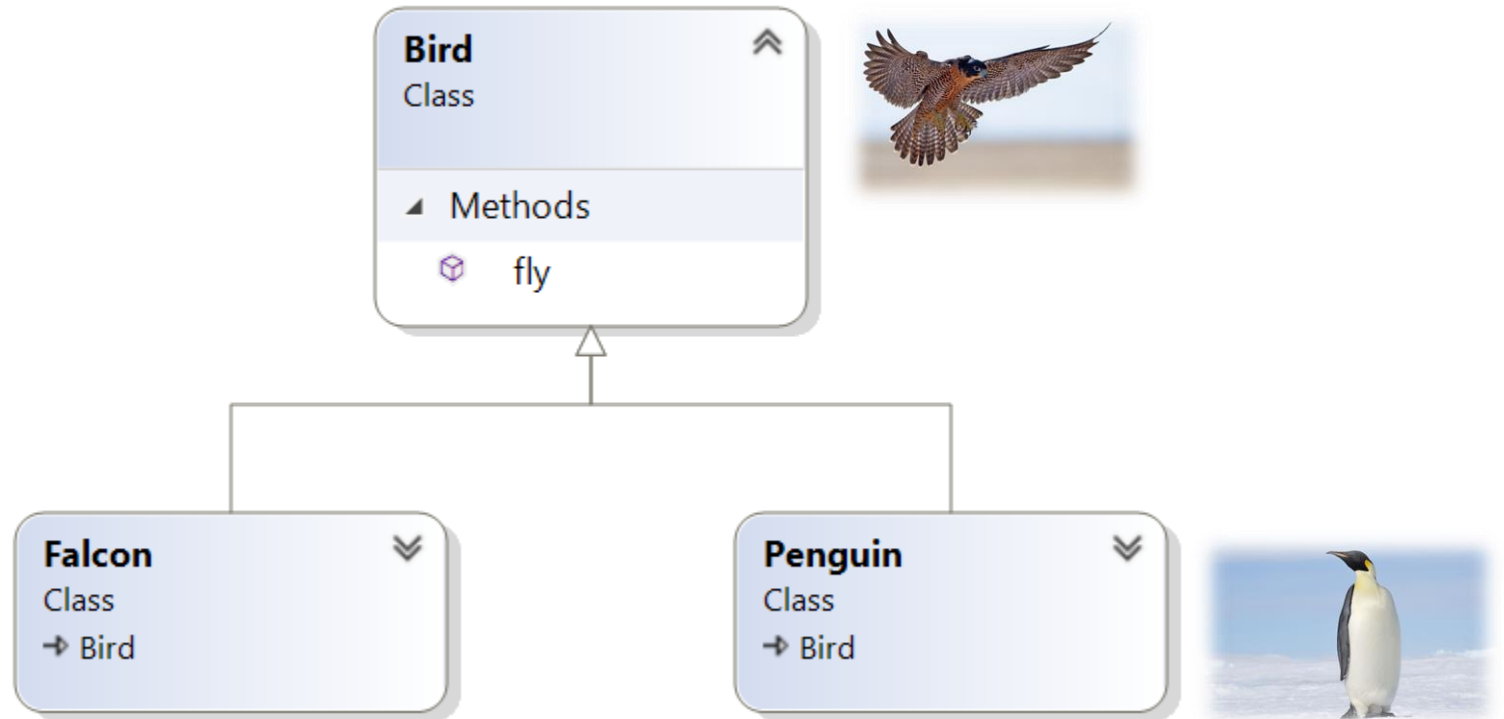 Bird
Class
Methods
fly
Falcon
Class
Bird
Penguin
Class
Bird